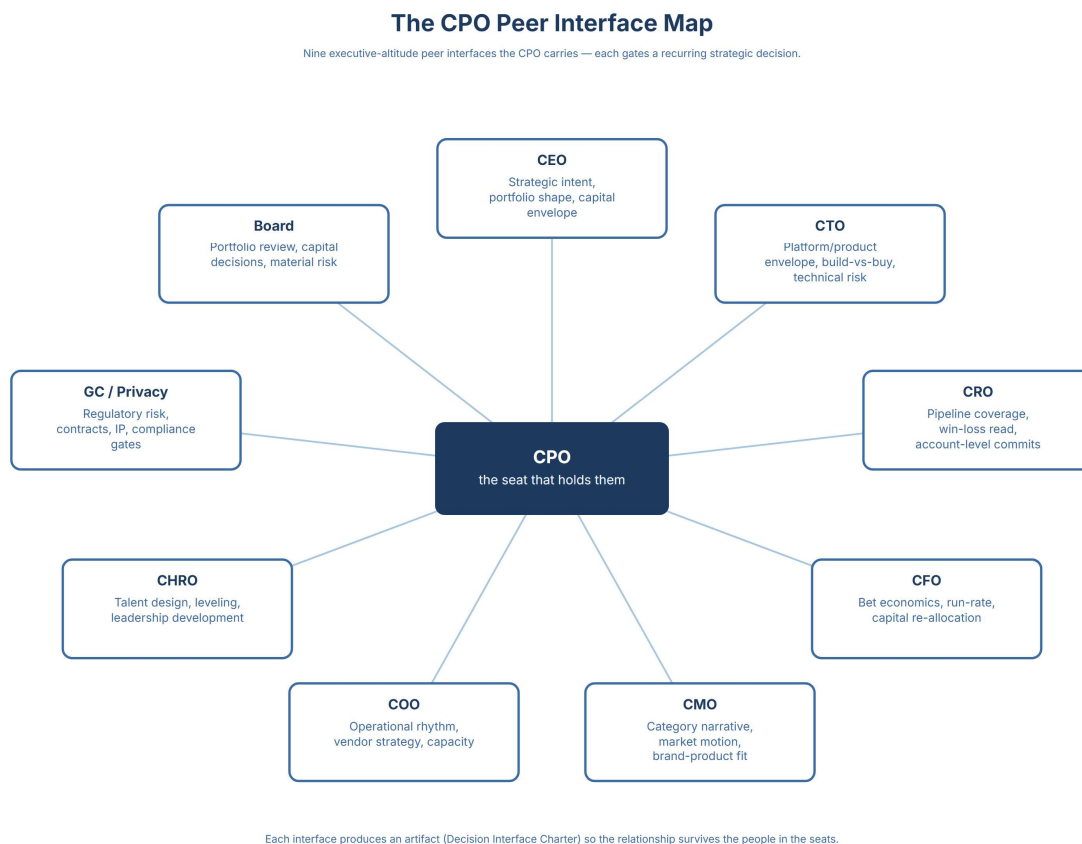 The CPO Peer Interface Map
Nine executive-altitude peer interfaces the CPO carries — each gates a recurring strategic decision.
CEO
Strategic intent,
portfolio shape, capital
envelope
Board
Portfolio review, capital
decisions, material risk
CTO
Platform/product
envelope, build-vs-buy,
technical risk
GC / Privacy
Regulatory risk,
contracts, IP, compliance
gates
CRO
Pipeline coverage,
win-loss read,
account-level commits
CPO
the seat that holds them
CHRO
Talent design, leveling,
leadership development
CFO
Bet economics, run-rate,
capital re-allocation
COO
Operational rhythm,
vendor strategy, capacity
CMO
Category narrative,
market motion,
brand-product fit
Each interface produces an artifact (Decision Interface Charter) so the relationship survives the people in the seats.